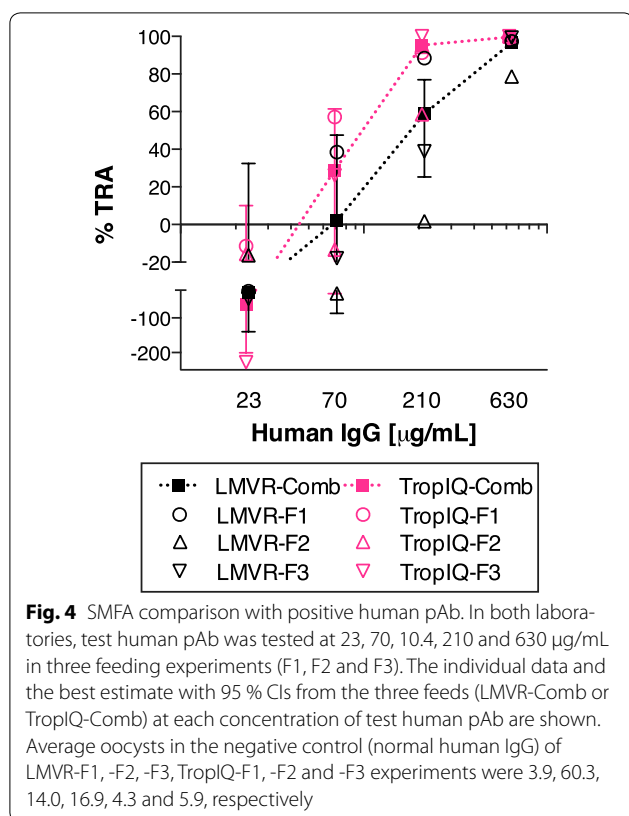 100
80
60
40
20
0
-20
-100
-200
% TRA
23 70 210 630
Human IgG [µg/mL]
LMVR-Comb TropIQ-Comb
LMVR-F1 TropIQ-F1
LMVR-F2 TropIQ-F2
LMVR-F3 TropIQ-F3
Fig. 4 SMFA comparison with positive human pAb. In both labora-
tories, test human pAb was tested at 23, 70, 10.4, 210 and 630 µg/mL
in three feeding experiments (F1, F2 and F3). The individual data and
the best estimate with 95 % CIs from the three feeds (LMVR-Comb or
TropIQ-Comb) at each concentration of test human pAb are shown.
Average oocysts in the negative control (normal human IgG) of
LMVR-F1, -F2, -F3, TropIQ-F1, -F2 and -F3 experiments were 3.9, 60.3,
14.0, 16.9, 4.3 and 5.9, respectively